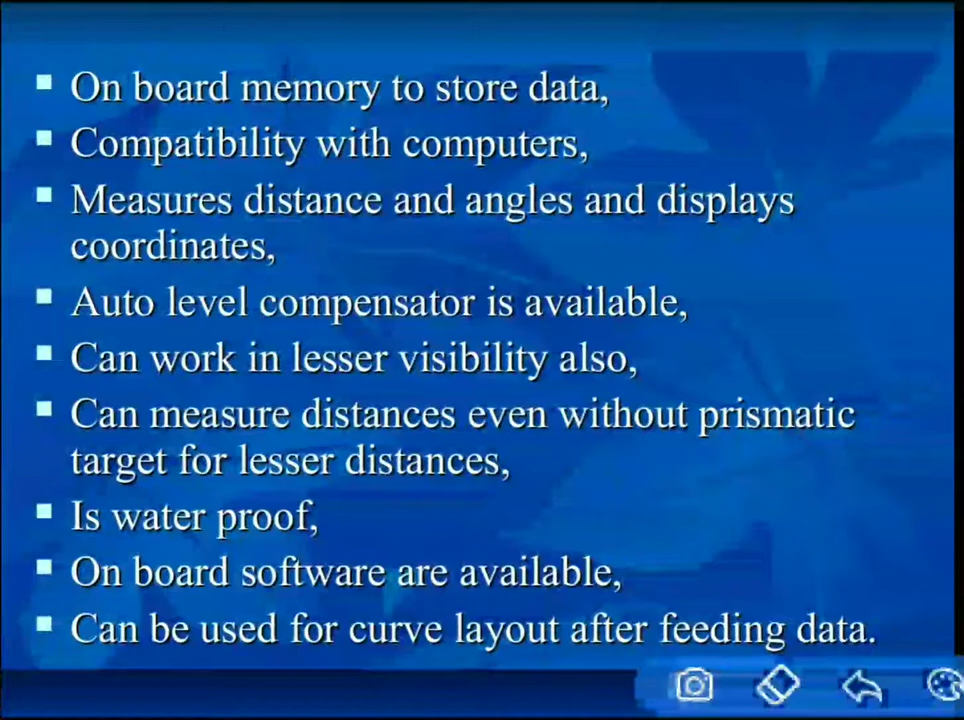 On board memory to store data,
Compatibility with computers,
Measures distance and angles and displays
coordinates,
Auto level compensator is available,
Can work in lesser visibility also,
Can measure distances even without prismatic
target for lesser distances,
Is water proof,
On board software are available,
Can be used for curve layout after feeding data.